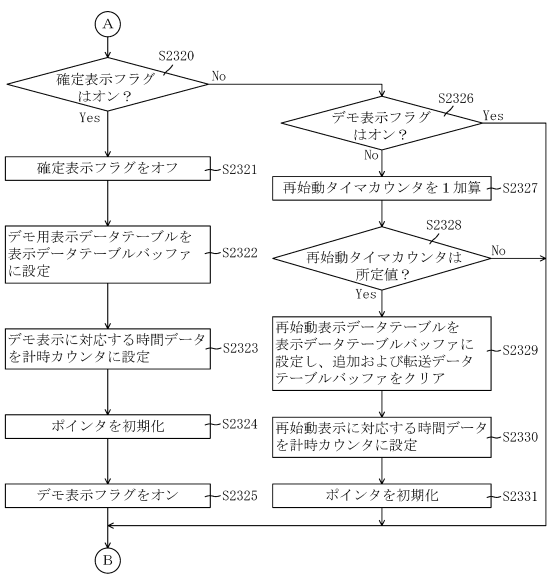 A
S2320
確定表示フラグ
はオン？
No
Yes
S2326
デモ表示フラグ
はオン？
Yes
No
確定表示フラグをオフ
S2321
再始動タイマカウンタを１加算
S2327
デモ用表示データテーブルを
表示データテーブルバッファ
に設定
S2322
S2328
再始動タイマカウンタは
所定値？
No
Yes
デモ表示に対応する時間データ
を計時カウンタに設定
S2323
再始動表示データテーブルを
表示データテーブルバッファに
設定し、追加および転送データ
テーブルバッファをクリア
S2329
ポインタを初期化
S2324
再始動表示に対応する時間データ
を計時カウンタに設定
S2330
デモ表示フラグをオン
S2325
ポインタを初期化
S2331
B